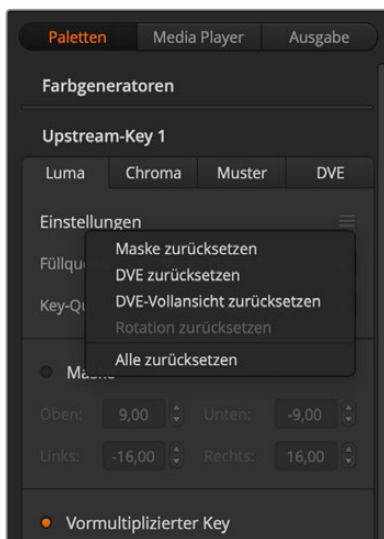 Paletten Media Player Ausgabe
Farbgeneratoren
Upstream-Key 1
Luma Chroma Muster DVE
Einstellungen
Maske zurücksetzen
DVE zurücksetzen
DVE-Vollansicht zurücksetzen
Rotation zurücksetzen
Alle zurücksetzen
Oben: 9,00 Unten: -9,00
Links: -16,00 Rechts: 16,00
Vormultiplizierter Key